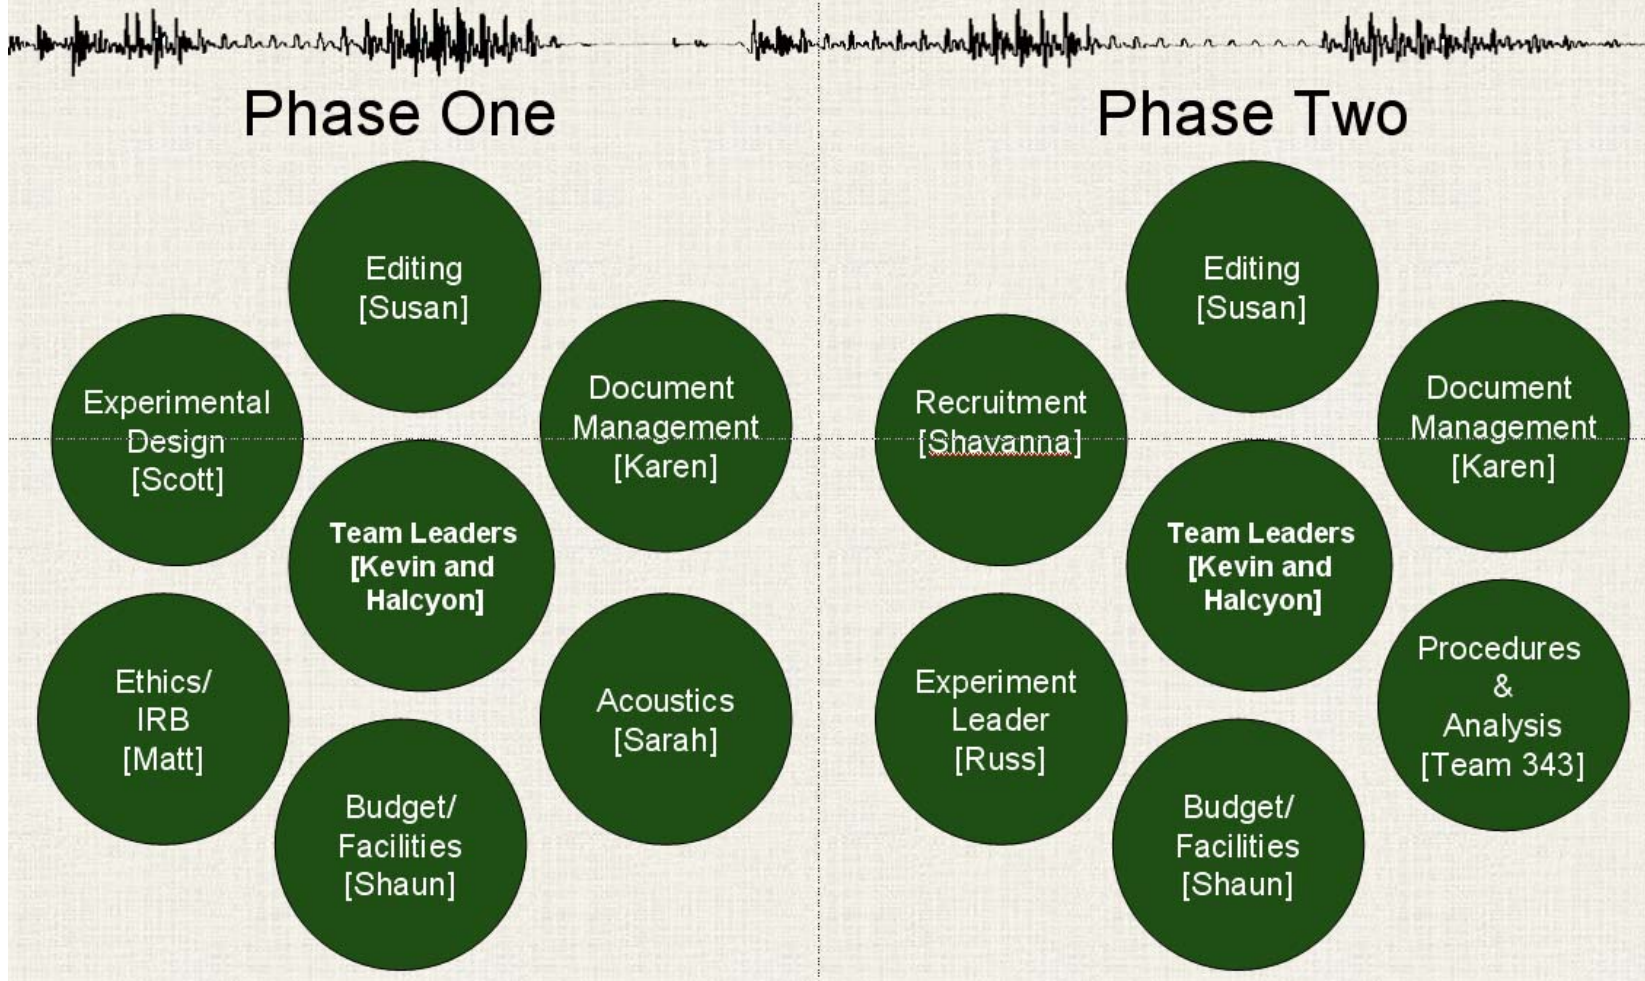 Phase One
Editing
[Susan]
Experimental
Design
[Scott]
Document
Management
[Karen]
Team Leaders
[Kevin and
Halcyon]
Ethics/
IRB
[Matt]
Acoustics
[Sarah]
Budget/
Facilities
[Shaun]
Phase Two
Editing
[Susan]
Recruitment
[Shavanna]
Document
Management
[Karen]
Team Leaders
[Kevin and
Halcyon]
Experiment
Leader
[Russ]
Procedures
&
Analysis
[Team 343]
Budget/
Facilities
[Shaun]